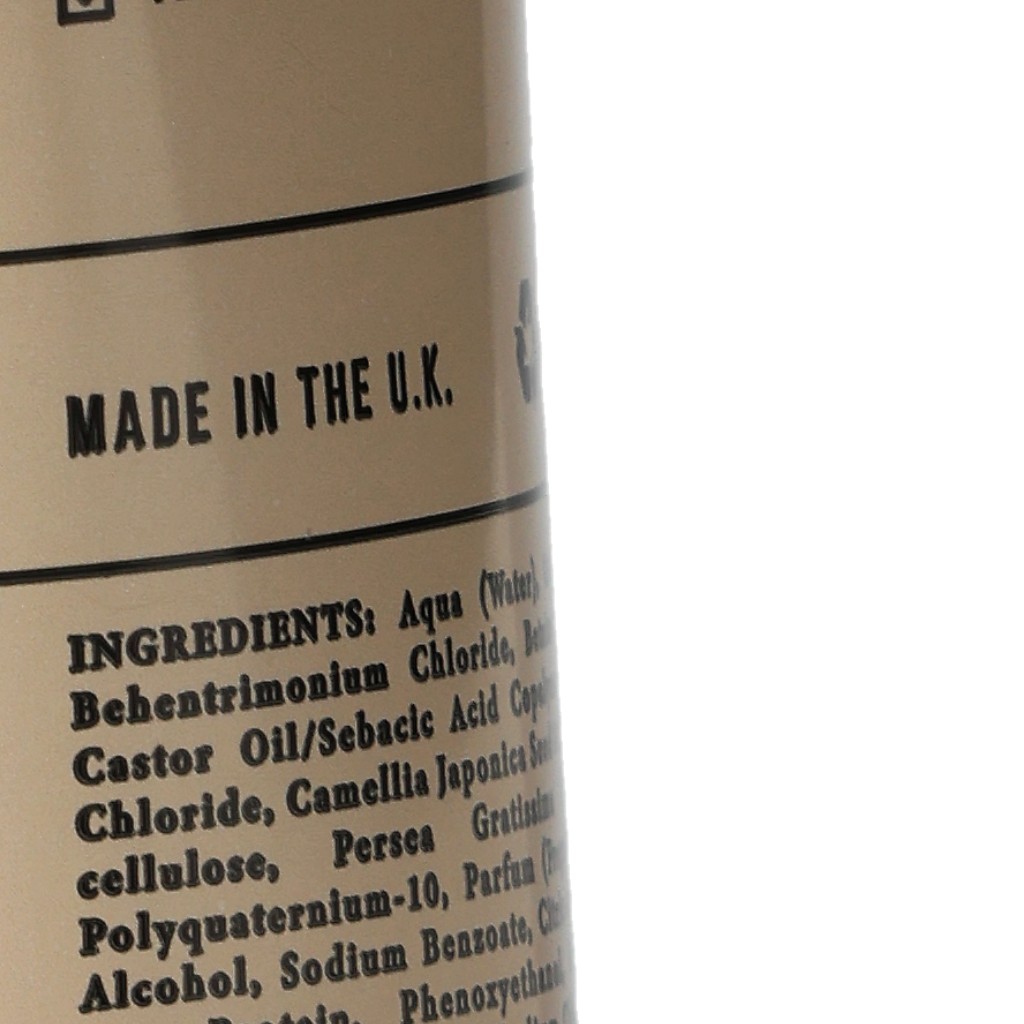 MADE IN THE U.K.
INGREDIENTS: Aqua (Water),
Behentrimonium Chloride,
Castor Oil/Sebacic Acid
Chloride, Camellia Japonica
cellulose, Persea
Polyquaternium-10, Parfum
Alcohol, Sodium Benzoate,
Phenoxyethanol,